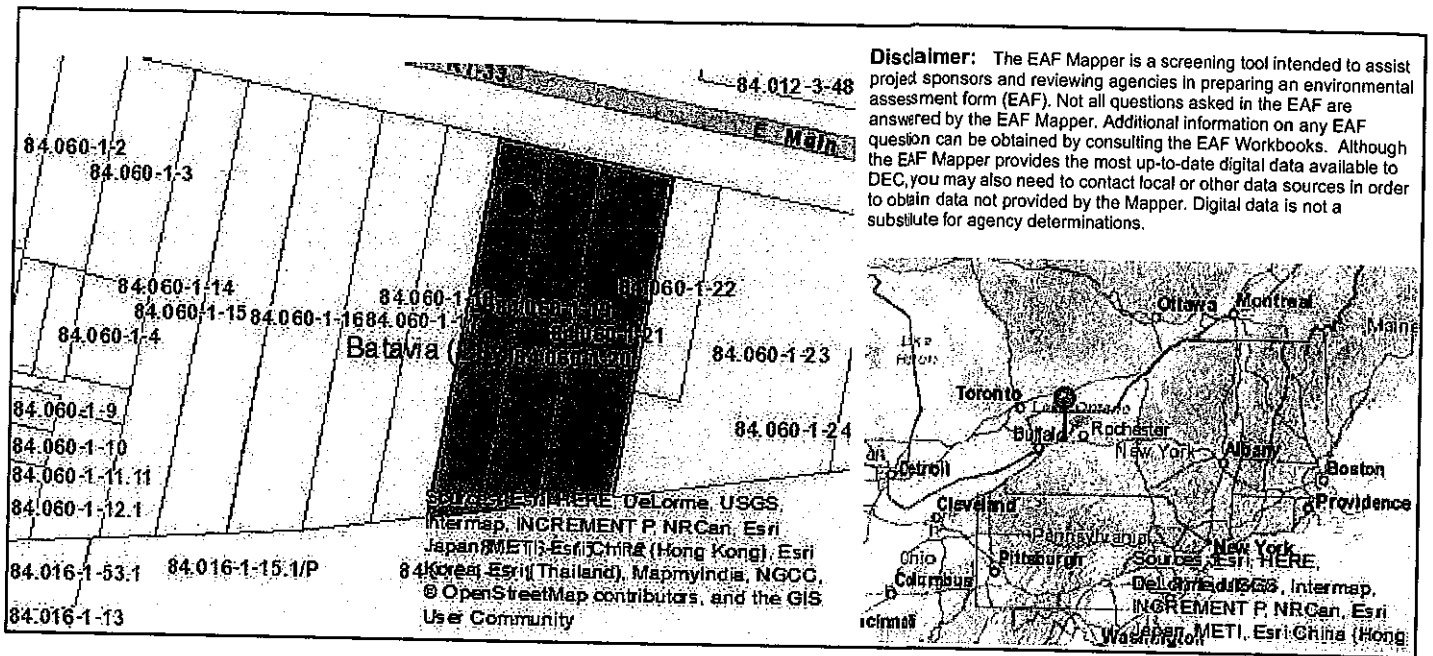 Disclaimer: The EAF Mapper is a screening tool intended to assist
project sponsors and reviewing agencies in preparing an environmental
assessment form (EAF). Not all questions asked in the EAF are
answered by the EAF Mapper. Additional information on any EAF
question can be obtained by consulting the EAF Workbooks. Although
the EAF Mapper provides the most up-to-date digital data available to
DEC, you may also need to contact local or other data sources in order
to obtain data not provided by the Mapper. Digital data is not a
substitute for agency determinations.
84.012-3-48
E Main
84.060-1-2
84.060-1-3
84.060-1-14
84.060-1-15
84.060-1-16
84.060-1-4
Batavia
84.060-1-22
84.060-1-23
84.060-1-24
84.060-1-9
84.060-1-10
84.060-1-11.11
84.060-1-12.1
84.016-1-53.1
84.016-1-15.1/P
84.016-1-13
HERE, DeLorme, USGS,
Intermap, INCREMENT P, NRCan, Esri
Japan, METI, Esri China (Hong Kong), Esri
Korea, Esri (Thailand), MapmyIndia, NGCC,
© OpenStreetMap contributors, and the GIS
User Community
Ottawa
Montreal
Maine
Toronto
Lake Ontario
Buffalo
Rochester
New York
Albany
Detroit
Boston
Providence
Cleveland
Pennsylvania
Ohio
Pittsburgh
New York
Columbus
Washington
Sources: Esri, HERE,
DeLorme, USGS, Intermap,
INCREMENT P, NRCan, Esri
Japan, METI, Esri China (Hong